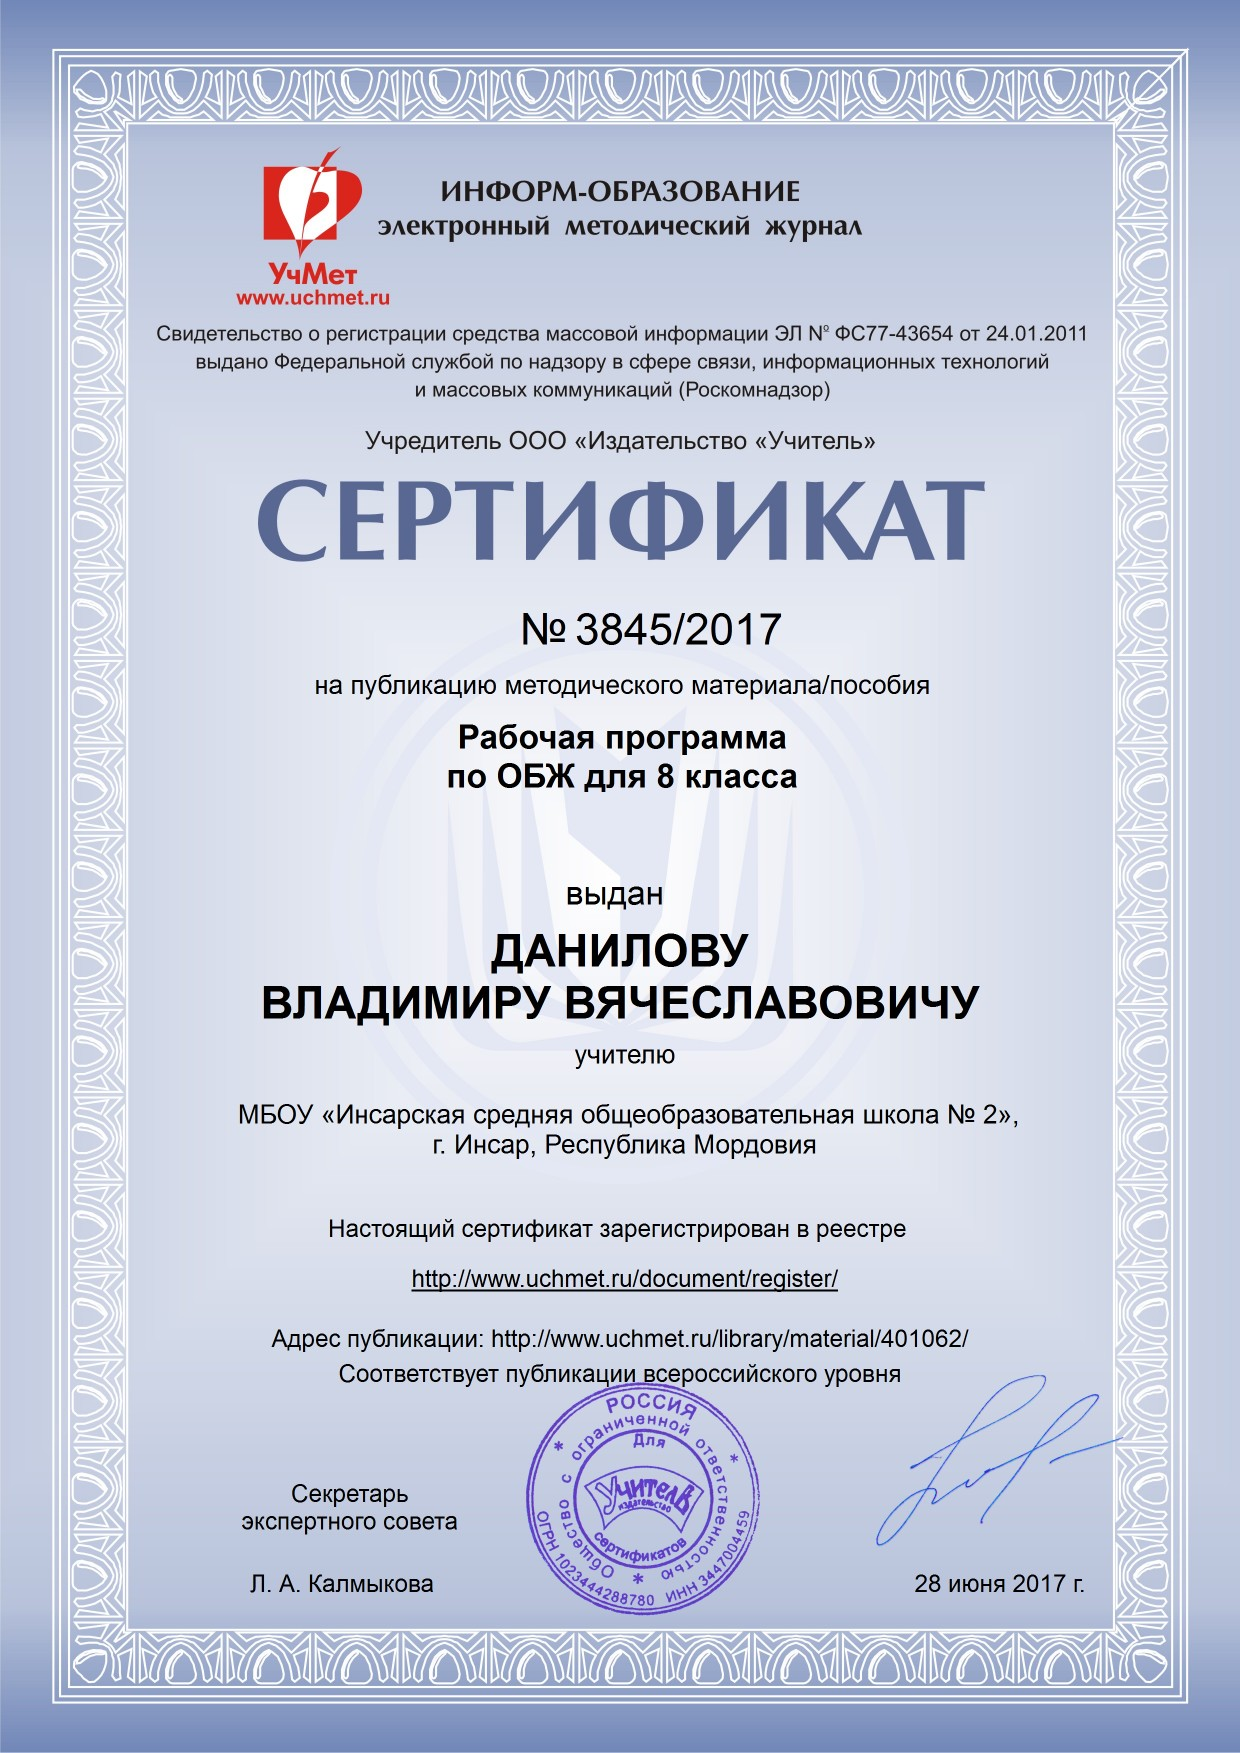 ИНФОРМ-ОБРАЗОВАНИЕ
электронный методический журнал
УчМет
www.uchmet.ru
Свидетельство о регистрации средства массовой информации ЭЛ № ФС77-43654 от 24.01.2011
выдано Федеральной службой по надзору в сфере связи, информационных технологий
и массовых коммуникаций (Роскомнадзор)
Учредитель ООО «Издательство «Учитель»
СЕРТИФИКАТ
№ 3845/2017
на публикацию методического материала/пособия
Рабочая программа
по ОБЖ для 8 класса
выдан
ДАНИЛОВУ
ВЛАДИМИРУ ВЯЧЕСЛАВОВИЧУ
учителю
МБОУ «Инсарская средняя общеобразовательная школа № 2»,
г. Инсар, Республика Мордовия
Настоящий сертификат зарегистрирован в реестре
http://www.uchmet.ru/document/register/
Адрес публикации: http://www.uchmet.ru/library/material/401062/
Соответствует публикации всероссийского уровня
РОССИЯ
* Общество с ограниченной ответственностью *
Для
Учитель
издательство
сертификатов
ОГРН 1023444288780 ИНН 3447004459
Секретарь
экспертного совета
Л. А. Калмыкова
28 июня 2017 г.